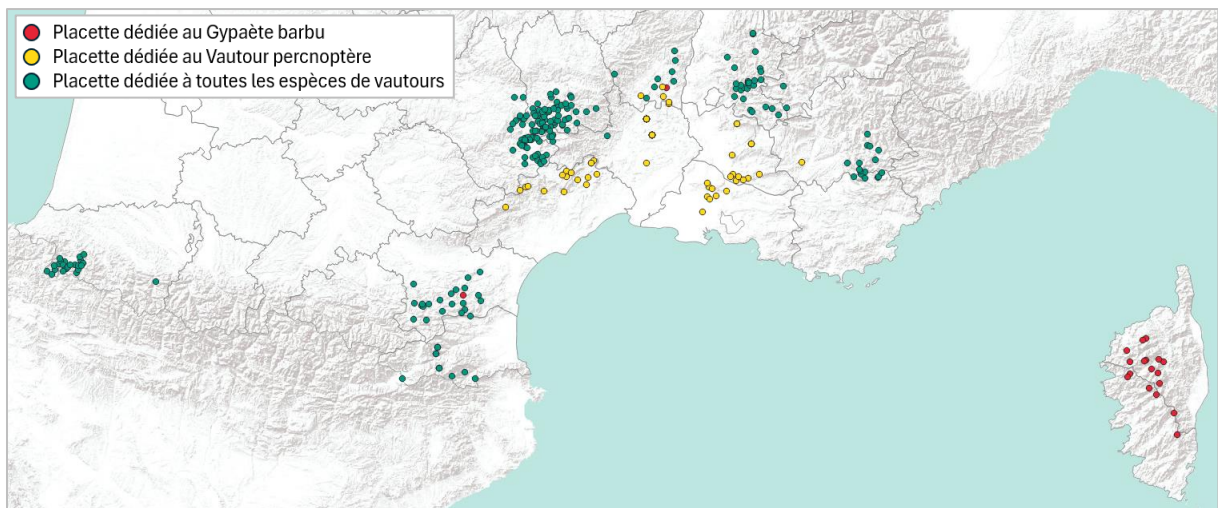 Placette dédiée au Gypaète barbu
Placette dédiée au Vautour percnoptère
Placette dédiée à toutes les espèces de vautours